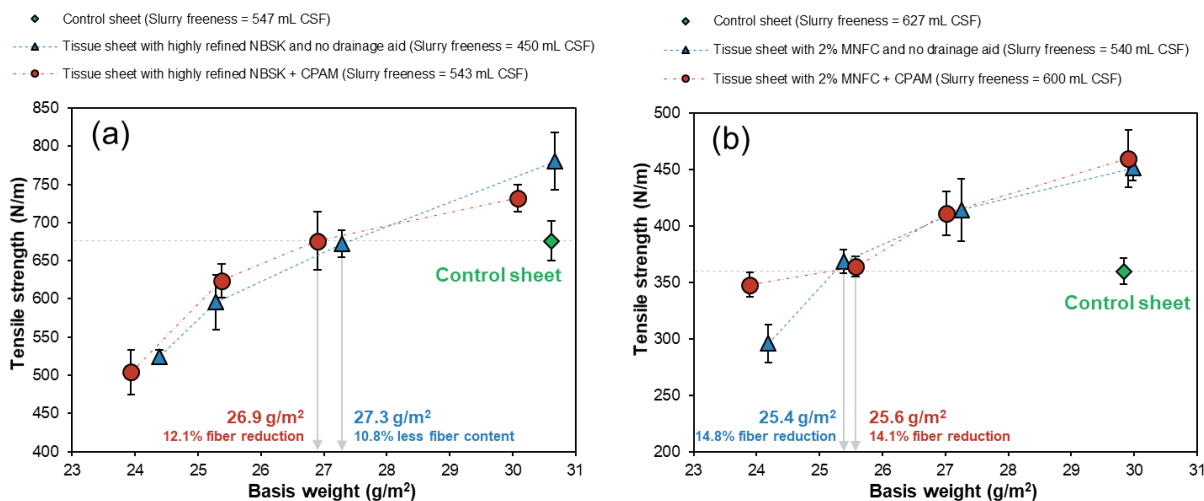 Control sheet (Slurry freeness = 547 mL CSF)
Tissue sheet with highly refined NBSK and no drainage aid (Slurry freeness = 450 mL CSF)
Tissue sheet with highly refined NBSK + CPAM (Slurry freeness = 543 mL CSF)
(a)
Tensile strength (N/m)
850
800
750
700
650
600
550
500
450
400
Control sheet
26.9 g/m²
12.1% fiber reduction
27.3 g/m²
10.8% less fiber content
23 24 25 26 27 28 29 30 31
Basis weight (g/m²)
Control sheet (Slurry freeness = 627 mL CSF)
Tissue sheet with 2% MNFC and no drainage aid (Slurry freeness = 540 mL CSF)
Tissue sheet with 2% MNFC + CPAM (Slurry freeness = 600 mL CSF)
(b)
Tensile strength (N/m)
500
450
400
350
300
250
200
Control sheet
25.4 g/m²
14.8% fiber reduction
25.6 g/m²
14.1% fiber reduction
23 24 25 26 27 28 29 30 31
Basis weight (g/m²)